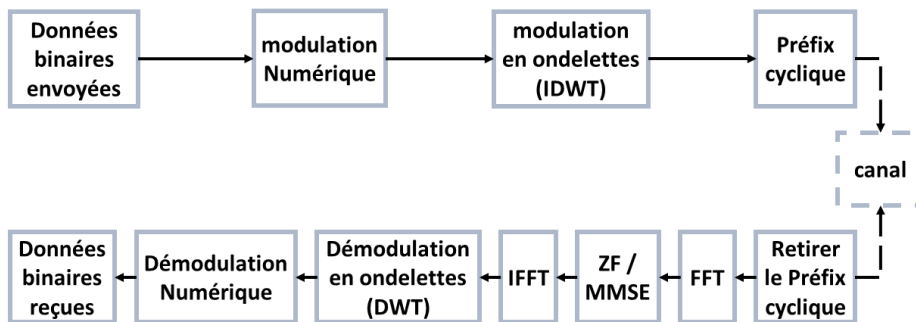 Données
binaires
envoyées
modulation
Numérique
modulation
en ondelettes
(IDWT)
Préfix
cyclique
canal
Données
binaires
reçues
Démodulation
Numérique
Démodulation
en ondelettes
(DWT)
IFFT
ZF /
MMSE
FFT
Retirer
le Préfix
cyclique